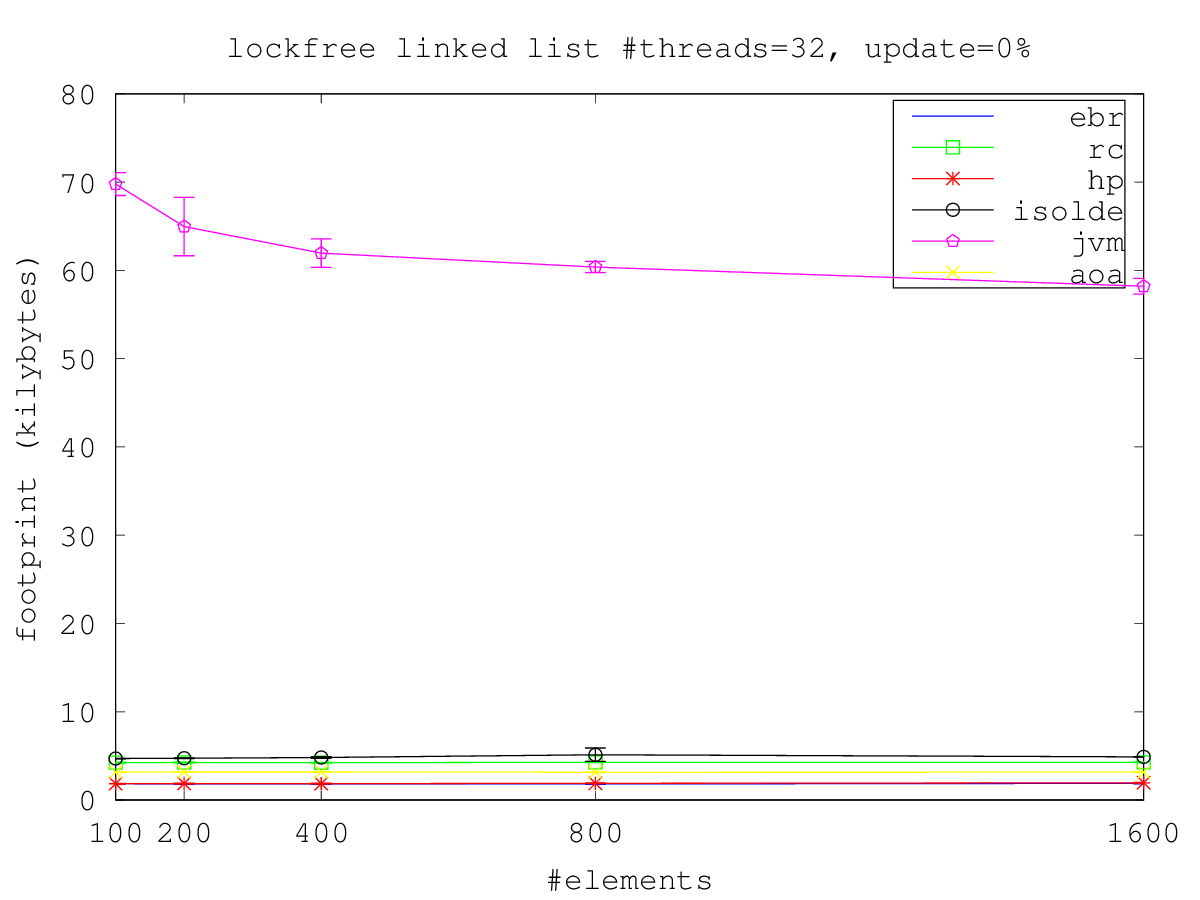 lockfree linked list #threads=32, update=0%
80
70
60
50
40
30
20
10
0
footprint (kilybytes)
ebr
rc
hp
isolde
jvm
aoa
100 200 400 800 1600
#elements